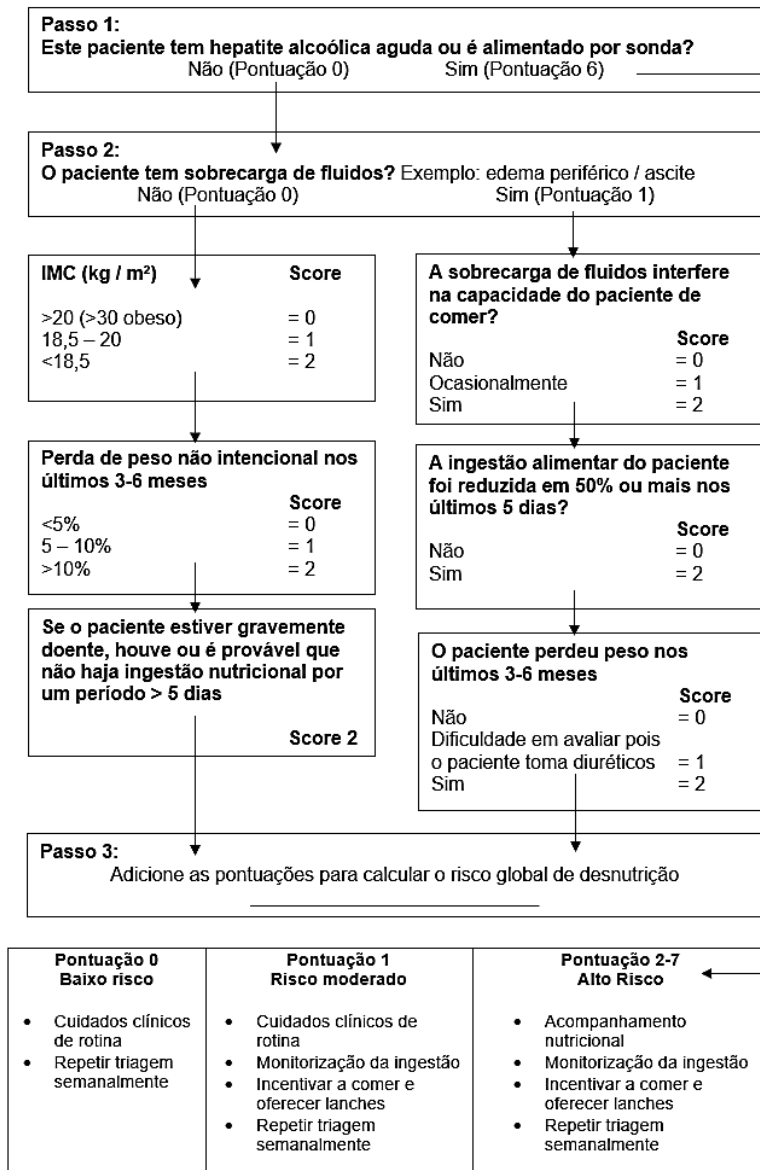 Passo 1:
Este paciente tem hepatite alcoólica aguda ou é alimentado por sonda?
Não (Pontuação 0) Sim (Pontuação 6)
Passo 2:
O paciente tem sobrecarga de fluidos? Exemplo: edema periférico / ascite
Não (Pontuação 0) Sim (Pontuação 1)
IMC (kg / m²) Score
>20 (>30 obeso) = 0
18,5 – 20 = 1
<18,5 = 2
Perda de peso não intencional nos
últimos 3-6 meses
Score
<5% = 0
5 – 10% = 1
>10% = 2
Se o paciente estiver gravemente
doente, houve ou é provável que
não haja ingestão nutricional por
um período > 5 dias
Score 2
A sobrecarga de fluidos interfere
na capacidade do paciente de
comer?
Score
Não = 0
Ocasionalmente = 1
Sim = 2
A ingestão alimentar do paciente
foi reduzida em 50% ou mais nos
últimos 5 dias?
Score
Não = 0
Sim = 2
O paciente perdeu peso nos
últimos 3-6 meses
Score
Não = 0
Dificuldade em avaliar pois
o paciente toma diuréticos = 1
Sim = 2
Passo 3:
Adicione as pontuações para calcular o risco global de desnutrição
Pontuação 0
Baixo risco
• Cuidados clínicos
de rotina
• Repetir triagem
semanalmente
Pontuação 1
Risco moderado
• Cuidados clínicos de
rotina
• Monitorização da ingestão
• Incentivar a comer e
oferecer lanches
• Repetir triagem
semanalmente
Pontuação 2-7
Alto Risco
• Acompanhamento
nutricional
• Monitorização da ingestão
• Incentivar a comer e
oferecer lanches
• Repetir triagem
semanalmente